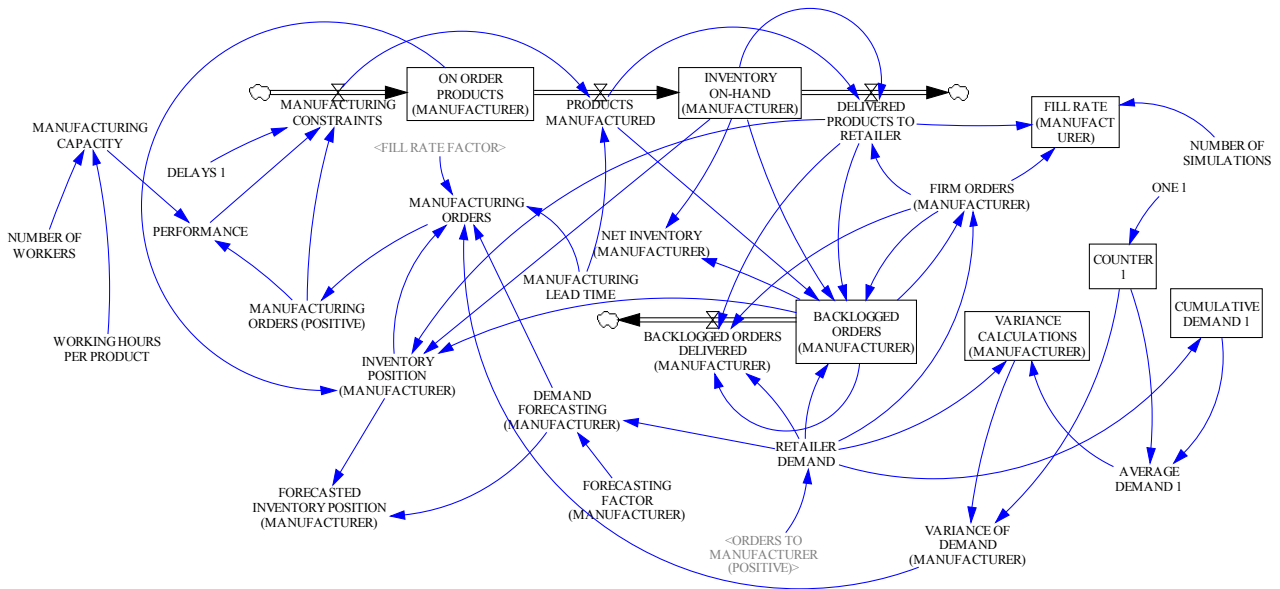 ON ORDER
PRODUCTS
(MANUFACTURER)
INVENTORY
ON-HAND
(MANUFACTURER)
MANUFACTURING
CONSTRAINTS
PRODUCTS
MANUFACTURED
DELIVERED
PRODUCTS TO
RETAILER
FILL RATE
(MANUFACT
URER)
MANUFACTURING
CAPACITY
<FILL RATE FACTOR>
NUMBER OF
SIMULATIONS
DELAYS 1
MANUFACTURING
ORDERS
FIRM ORDERS
(MANUFACTURER)
ONE 1
NUMBER OF
WORKERS
PERFORMANCE
NET INVENTORY
(MANUFACTURER)
COUNTER
1
MANUFACTURING
LEAD TIME
MANUFACTURING
ORDERS (POSITIVE)
WORKING HOURS
PER PRODUCT
BACKLOGGED
ORDERS
(MANUFACTURER)
VARIANCE
CALCULATIONS
(MANUFACTURER)
CUMULATIVE
DEMAND 1
BACKLOGGED ORDERS
DELIVERED
(MANUFACTURER)
INVENTORY
POSITION
(MANUFACTURER)
DEMAND
FORECASTING
(MANUFACTURER)
RETAILER
DEMAND
AVERAGE
DEMAND 1
FORECASTED
INVENTORY POSITION
(MANUFACTURER)
FORECASTING
FACTOR
(MANUFACTURER)
<ORDERS TO
MANUFACTURER
(POSITIVE)>
VARIANCE OF
DEMAND
(MANUFACTURER)